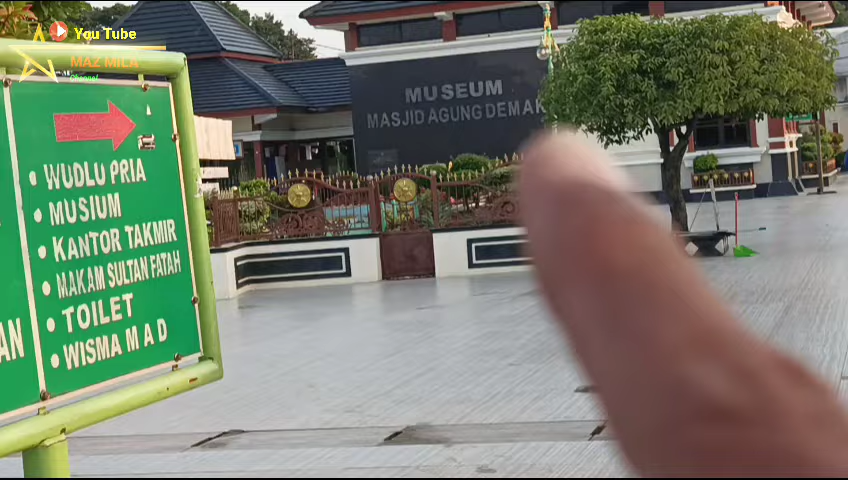 You Tube
MAZ MILA
Channel
MUSEUM
MASJID AGUNG DEMAK
• WUDLU PRIA
• MUSIUM
• KANTOR TAKMIR
• MAKAM SULTAN FATAH
• TOILET
• WISMA M A D
AN